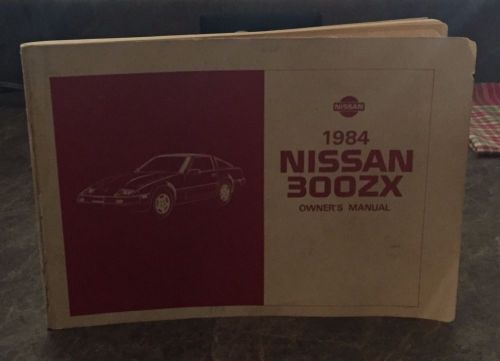 NISSAN
1984
NISSAN
300ZX
OWNER'S MANUAL